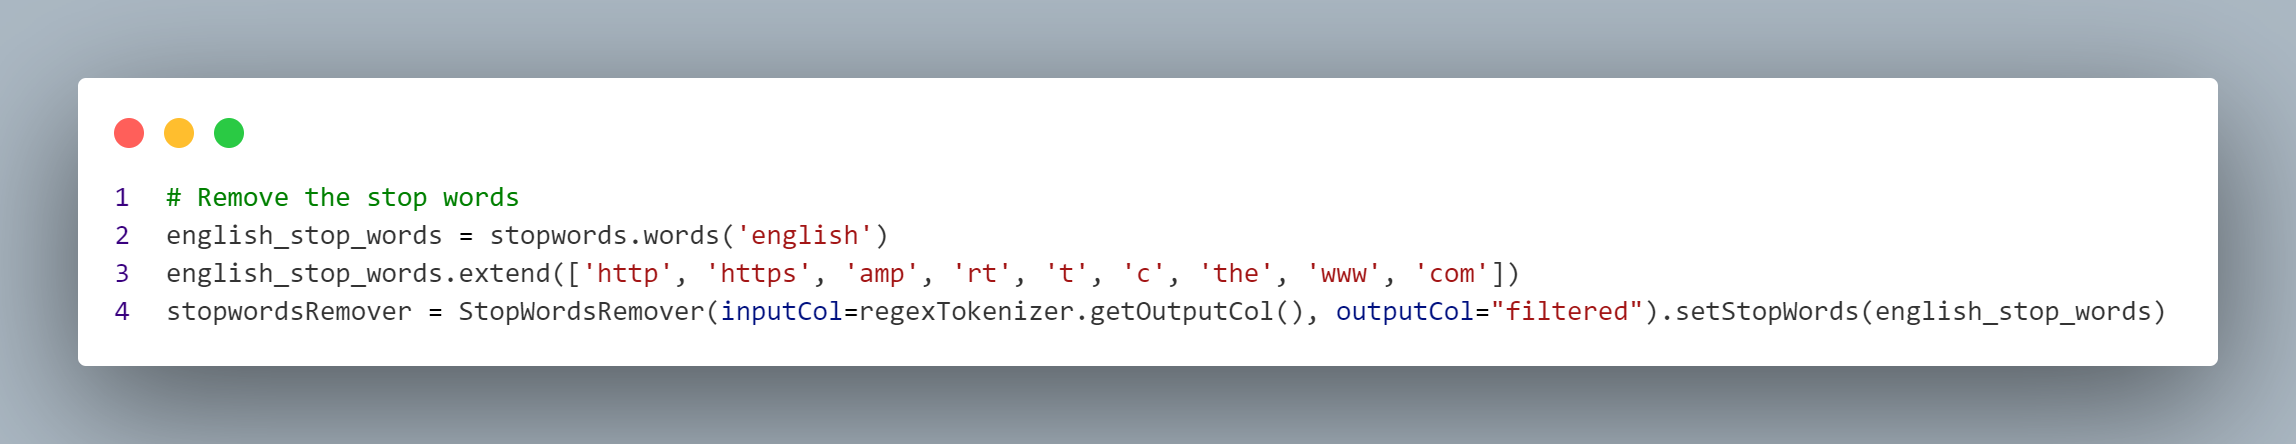 1 # Remove the stop words
2 english_stop_words = stopwords.words('english')
3 english_stop_words.extend(['http', 'https', 'amp', 'rt', 't', 'c', 'the', 'www', 'com'])
4 stopwordsRemover = StopWordsRemover(inputCol=regexTokenizer.getOutputCol(), outputCol="filtered").setStopWords(english_stop_words)